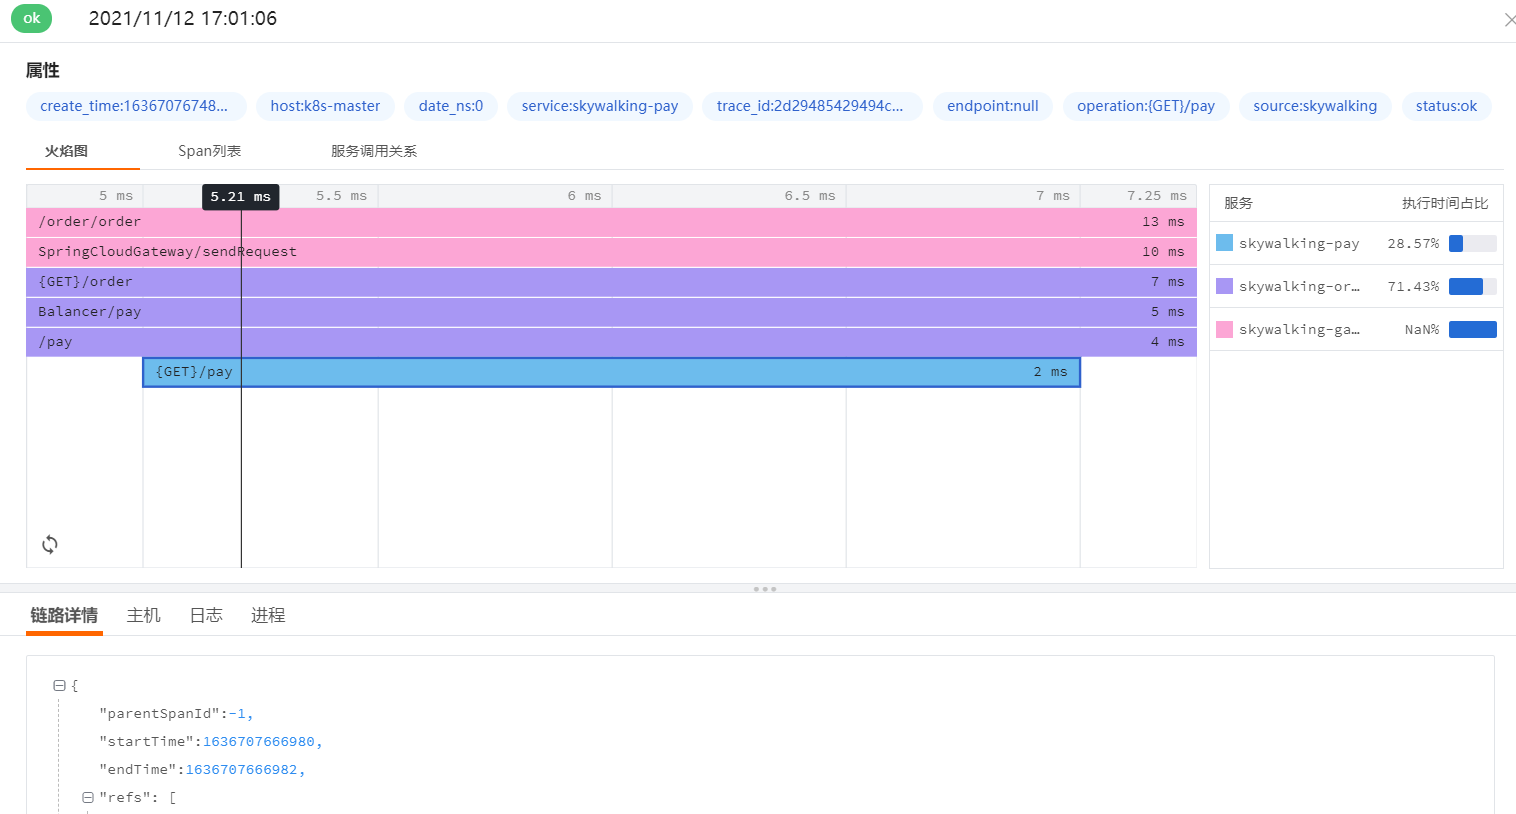 ok 2021/11/12 17:01:06
属性
create_time:16367076748... host:k8s-master date_ns:0 service:skywalking-pay trace_id:2d29485429494c... endpoint:null operation:{GET}/pay source:skywalking status:ok
火焰图 Span列表 服务调用关系
5 ms 5.21 ms 5.5 ms 6 ms 6.5 ms 7 ms 7.25 ms
/order/order 13 ms
SpringCloudGateway/sendRequest 10 ms
{GET}/order 7 ms
Balancer/pay 5 ms
/pay 4 ms
{GET}/pay 2 ms
服务 执行时间占比
skywalking-pay 28.57%
skywalking-or... 71.43%
skywalking-ga... NaN%
链路详情 主机 日志 进程
{
"parentSpanId":-1,
"startTime":1636707666980,
"endTime":1636707666982,
"refs": [